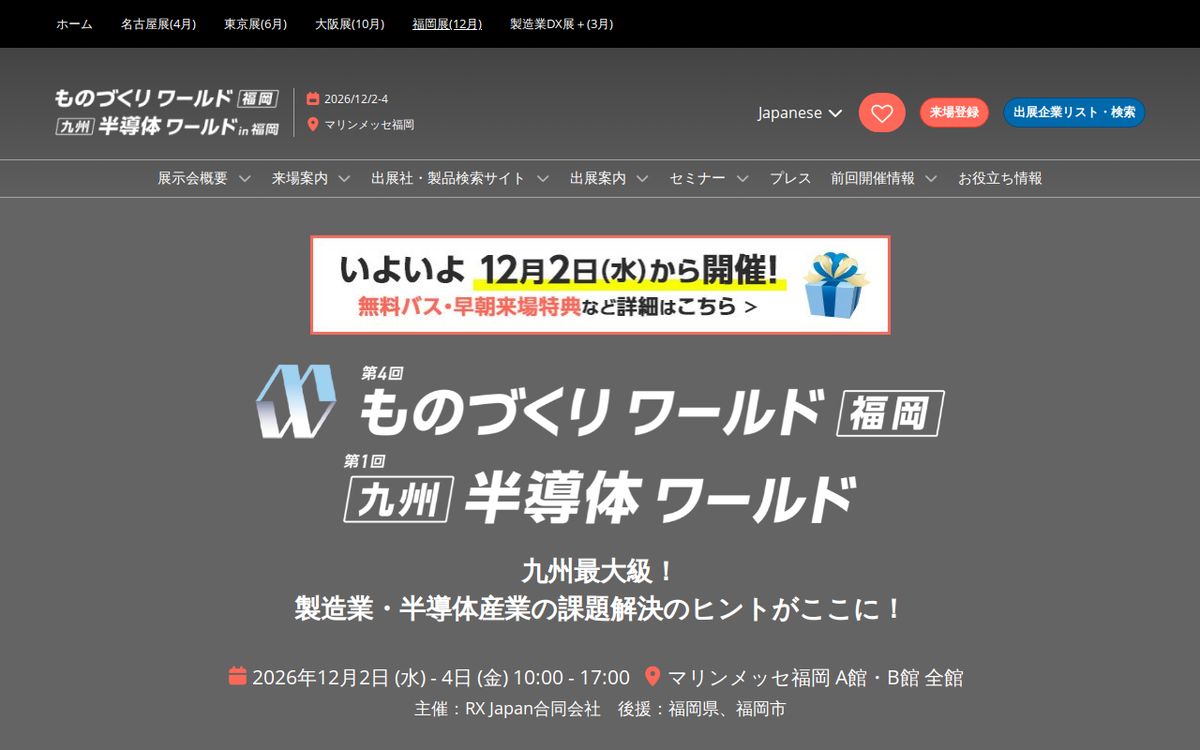 ホーム 名古屋展(4月) 東京展(6月) 大阪展(10月) 福岡展(12月) 製造業DX展＋(3月)
ものづくり ワールド 福岡
九州 半導体 ワールド in 福岡
2026/12/2-4
マリンメッセ福岡
Japanese
来場登録
出展企業リスト・検索
展示会概要 来場案内 出展社・製品検索サイト 出展案内 セミナー プレス 前回開催情報 お役立ち情報
いよいよ 12月2日(水)から開催!
無料バス・早朝来場特典など詳細はこちら >
第4回
ものづくり ワールド 福岡
第1回
九州 半導体 ワールド
九州最大級！
製造業・半導体産業の課題解決のヒントがここに！
2026年12月2日 (水) - 4日 (金) 10:00 - 17:00 マリンメッセ福岡 A館・B館 全館
主催：RX Japan合同会社 後援：福岡県、福岡市